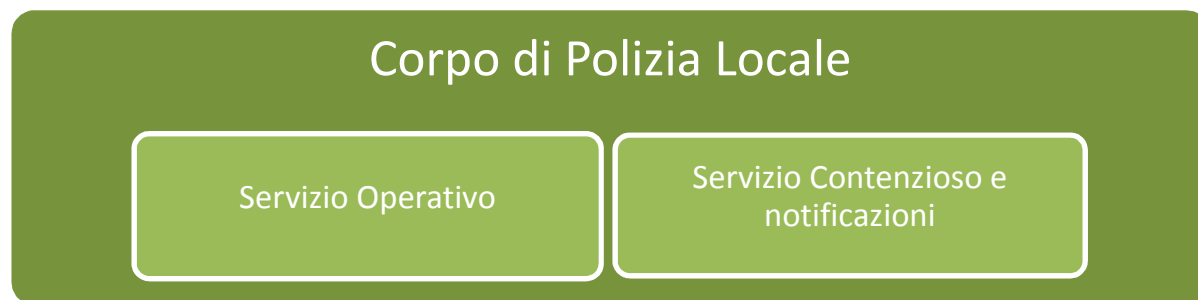 Corpo di Polizia Locale
Servizio Operativo
Servizio Contenzioso e
notificazioni